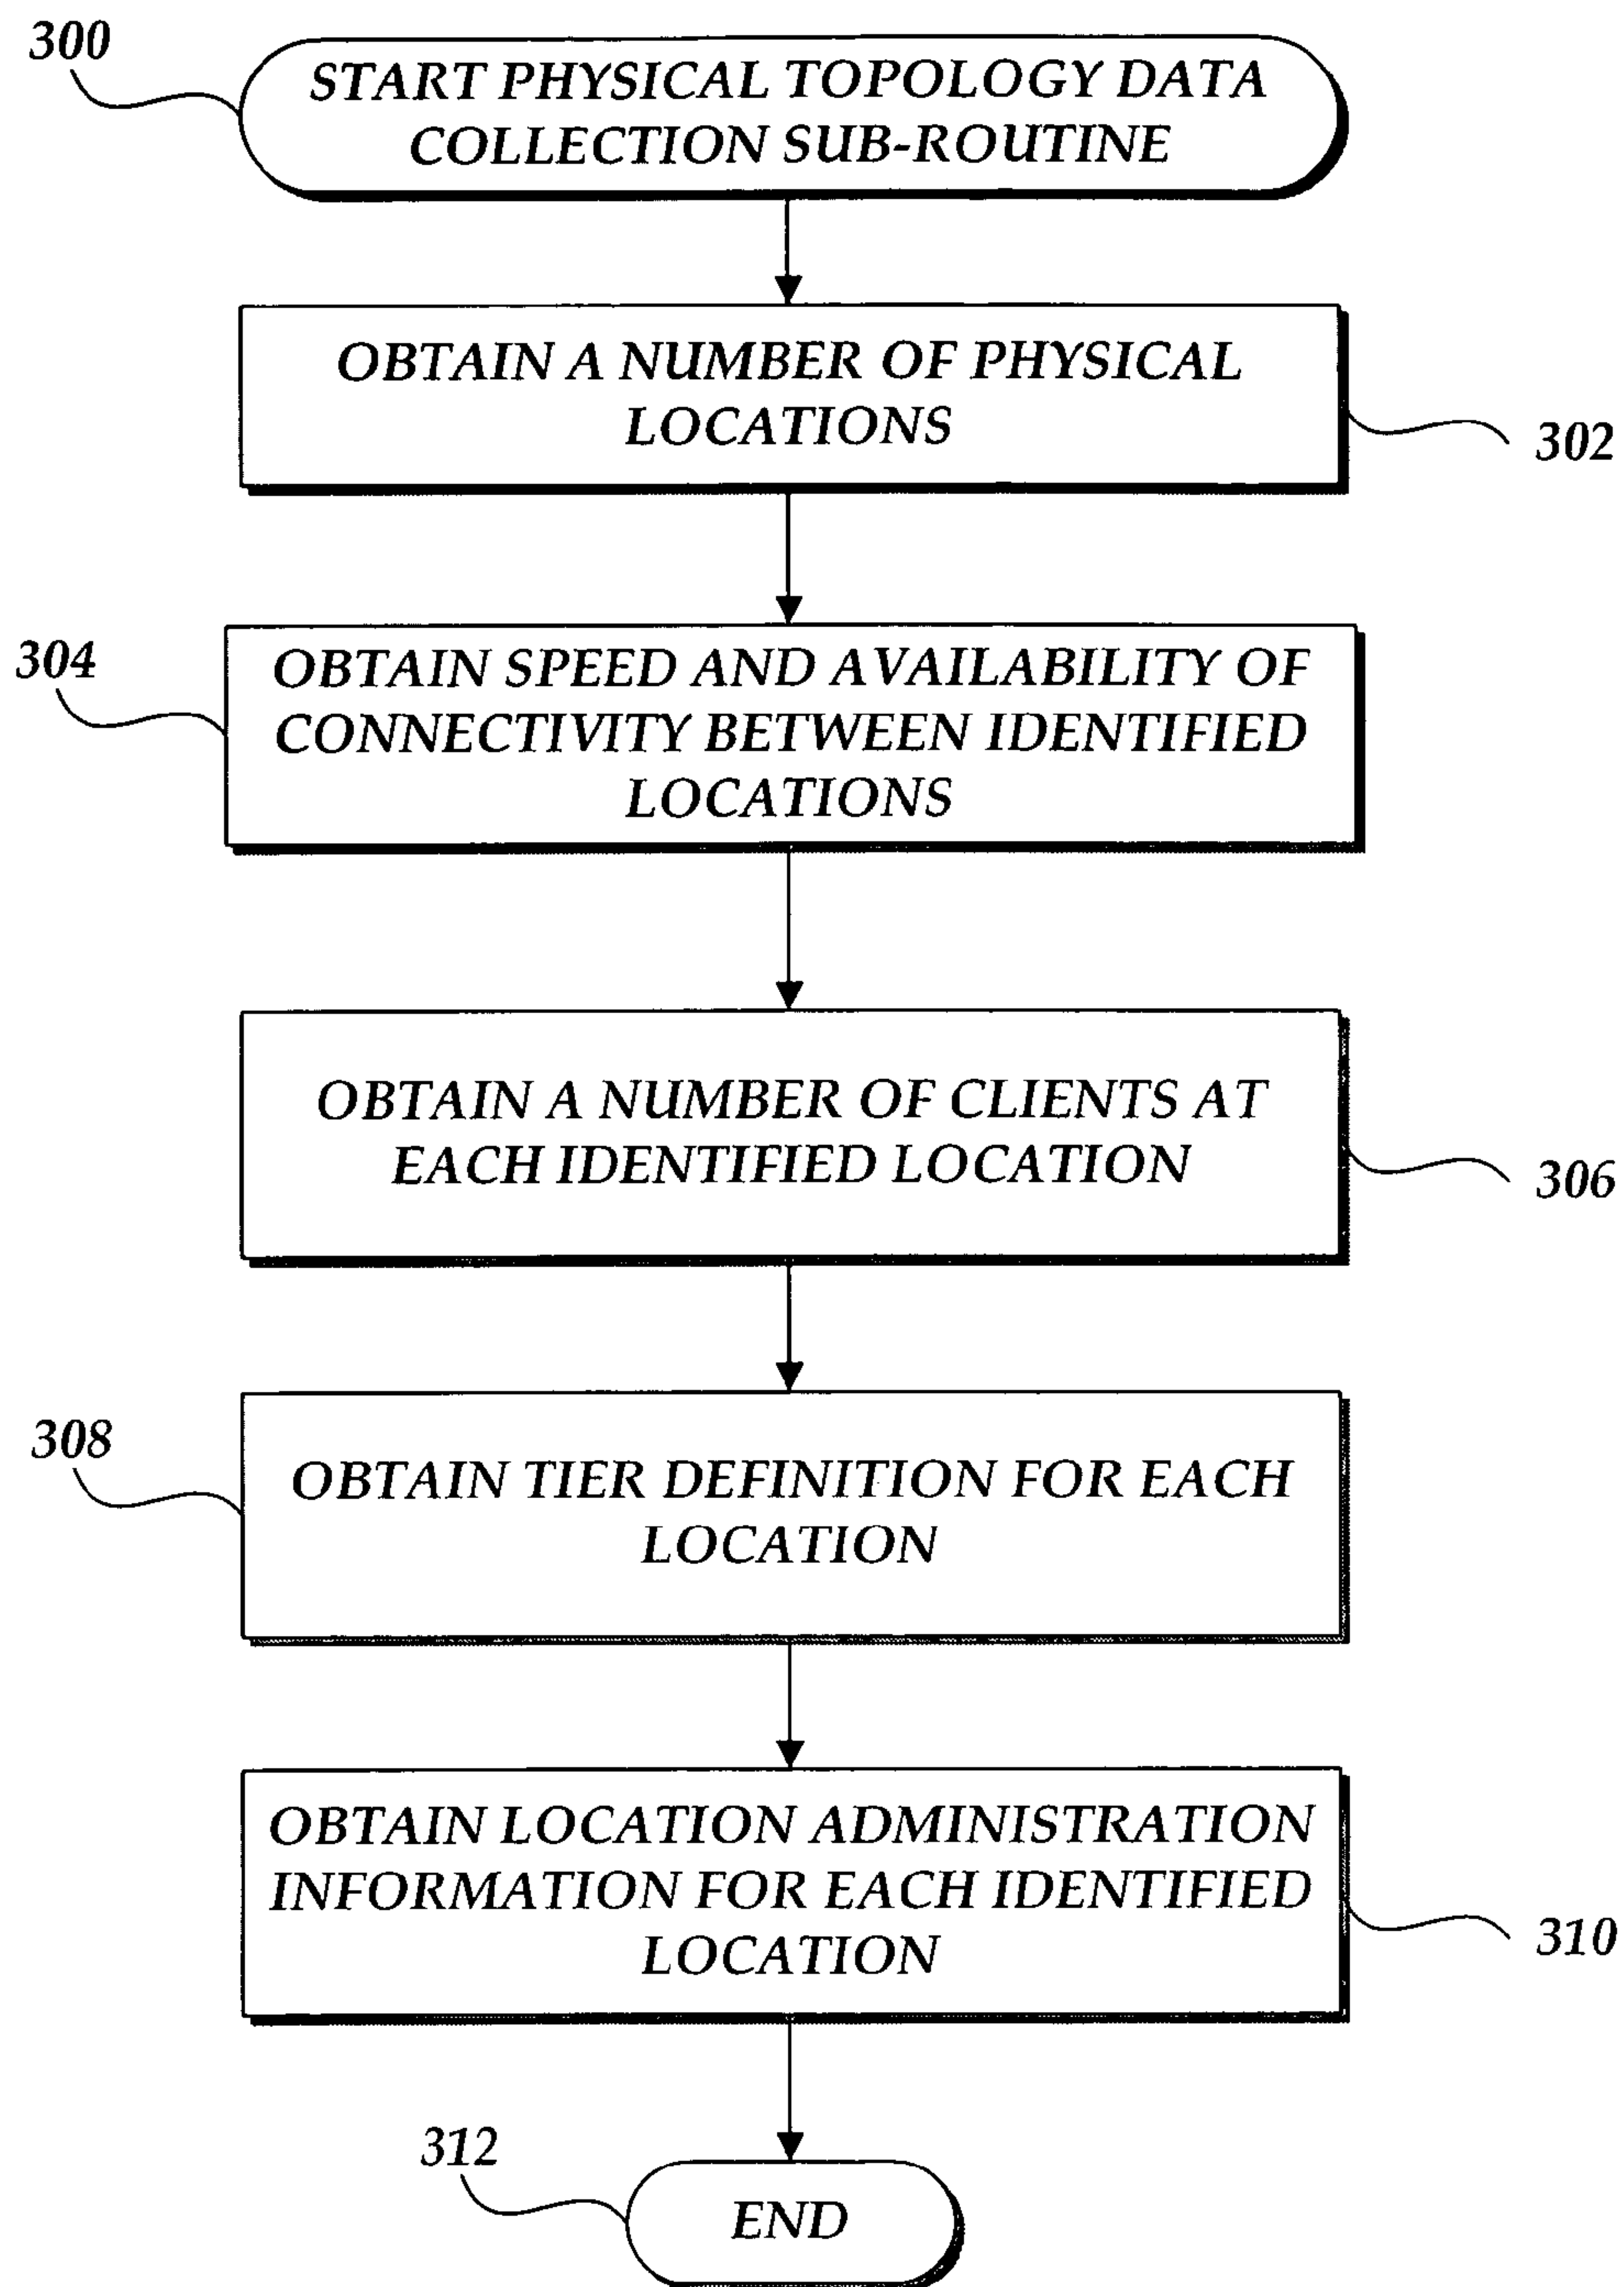 300
START PHYSICAL TOPOLOGY DATA
COLLECTION SUB-ROUTINE
OBTAIN A NUMBER OF PHYSICAL
LOCATIONS
302
304
OBTAIN SPEED AND AVAILABILITY OF
CONNECTIVITY BETWEEN IDENTIFIED
LOCATIONS
OBTAIN A NUMBER OF CLIENTS AT
EACH IDENTIFIED LOCATION
306
308
OBTAIN TIER DEFINITION FOR EACH
LOCATION
OBTAIN LOCATION ADMINISTRATION
INFORMATION FOR EACH IDENTIFIED
LOCATION
310
312
END